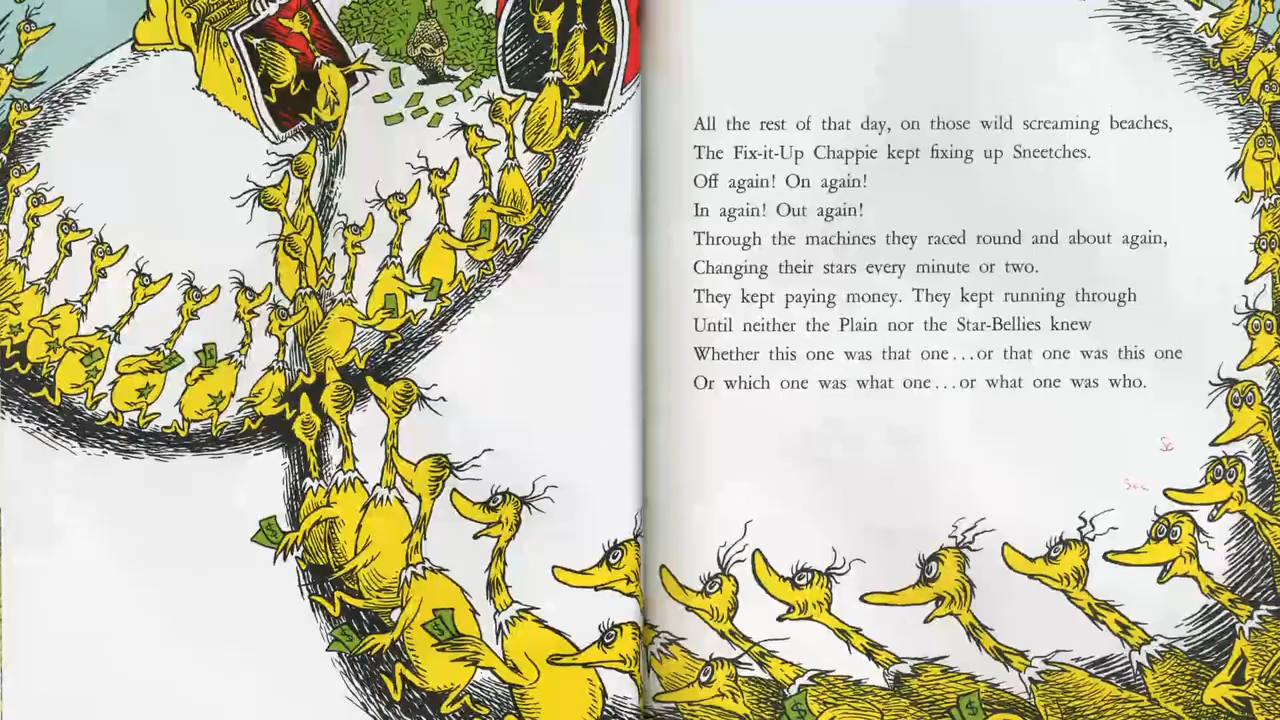 All the rest of that day, on those wild screaming beaches,
The Fix-it-Up Chappie kept fixing up Sneetches.
Off again! On again!
In again! Out again!
Through the machines they raced round and about again,
Changing their stars every minute or two.
They kept paying money. They kept running through
Until neither the Plain nor the Star-Bellies knew
Whether this one was that one...or that one was this one
Or which one was what one...or what one was who.